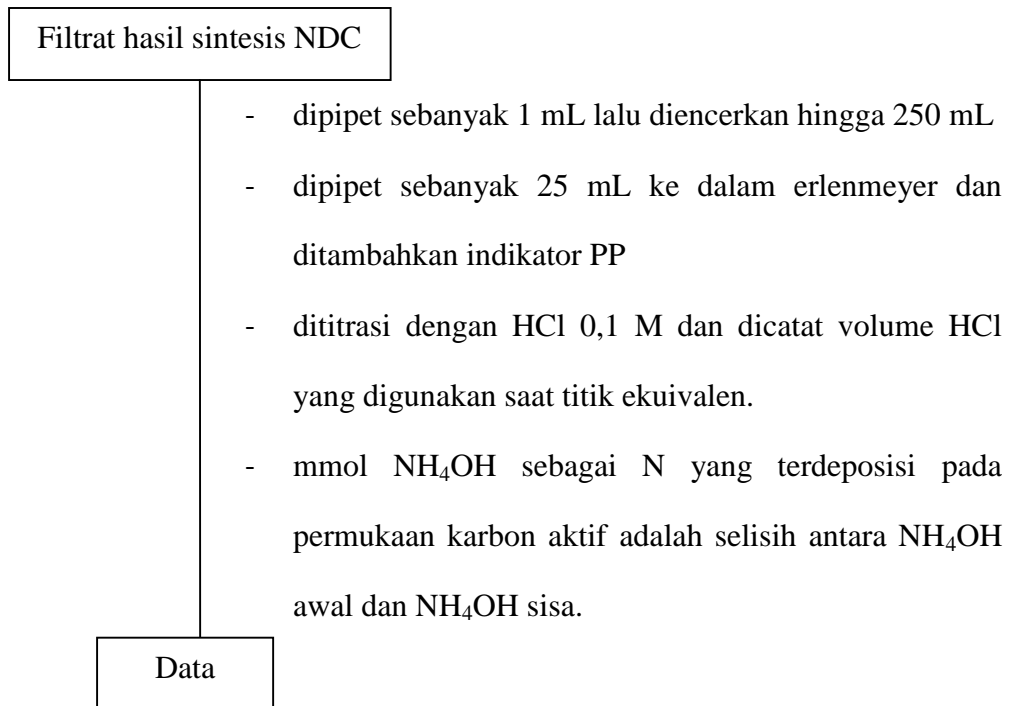 Filtrat hasil sintesis NDC
- dipipet sebanyak 1 mL lalu diencerkan hingga 250 mL
- dipipet sebanyak 25 mL ke dalam erlenmeyer dan
ditambahkan indikator PP
- dititrasi dengan HCl 0,1 M dan dicatat volume HCl
yang digunakan saat titik ekuivalen.
- mmol NH₄OH sebagai N yang terdeposisi pada
permukaan karbon aktif adalah selisih antara NH₄OH
awal dan NH₄OH sisa.
Data